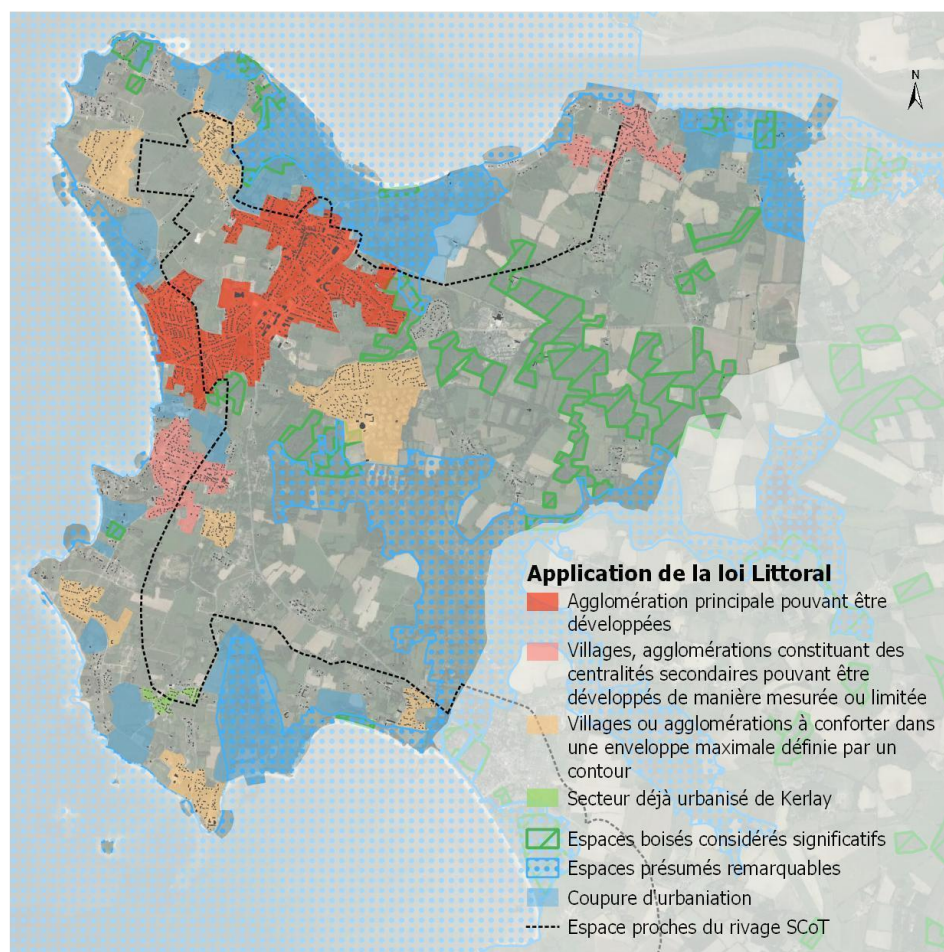 N
Application de la loi Littoral
Agglomération principale pouvant être
développées
Villages, agglomérations constituant des
centralités secondaires pouvant être
développés de manière mesurée ou limitée
Villages ou agglomérations à conforter dans
une enveloppe maximale définie par un
contour
Secteur déjà urbanisé de Kerlay
Espaces boisés considérés significatifs
Espaces présumés remarquables
Coupure d'urbaniation
Espace proches du rivage SCoT